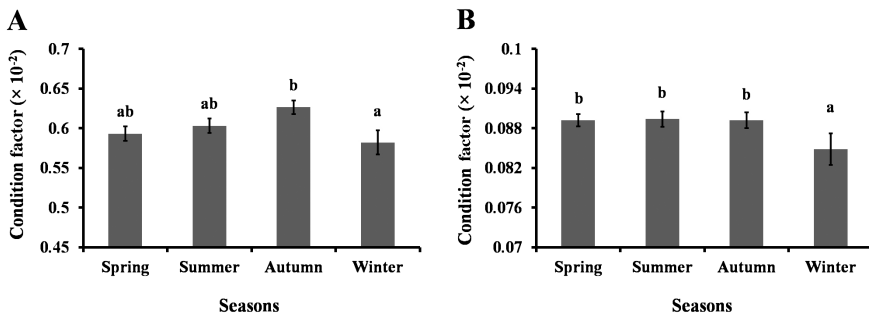 A
Condition factor (× 10-2)
0.7
0.65
0.6
0.55
0.5
0.45
ab
ab
b
a
Spring
Summer
Autumn
Winter
Seasons
B
Condition factor (× 10-2)
0.1
0.094
0.088
0.082
0.076
0.07
b
b
b
a
Spring
Summer
Autumn
Winter
Seasons